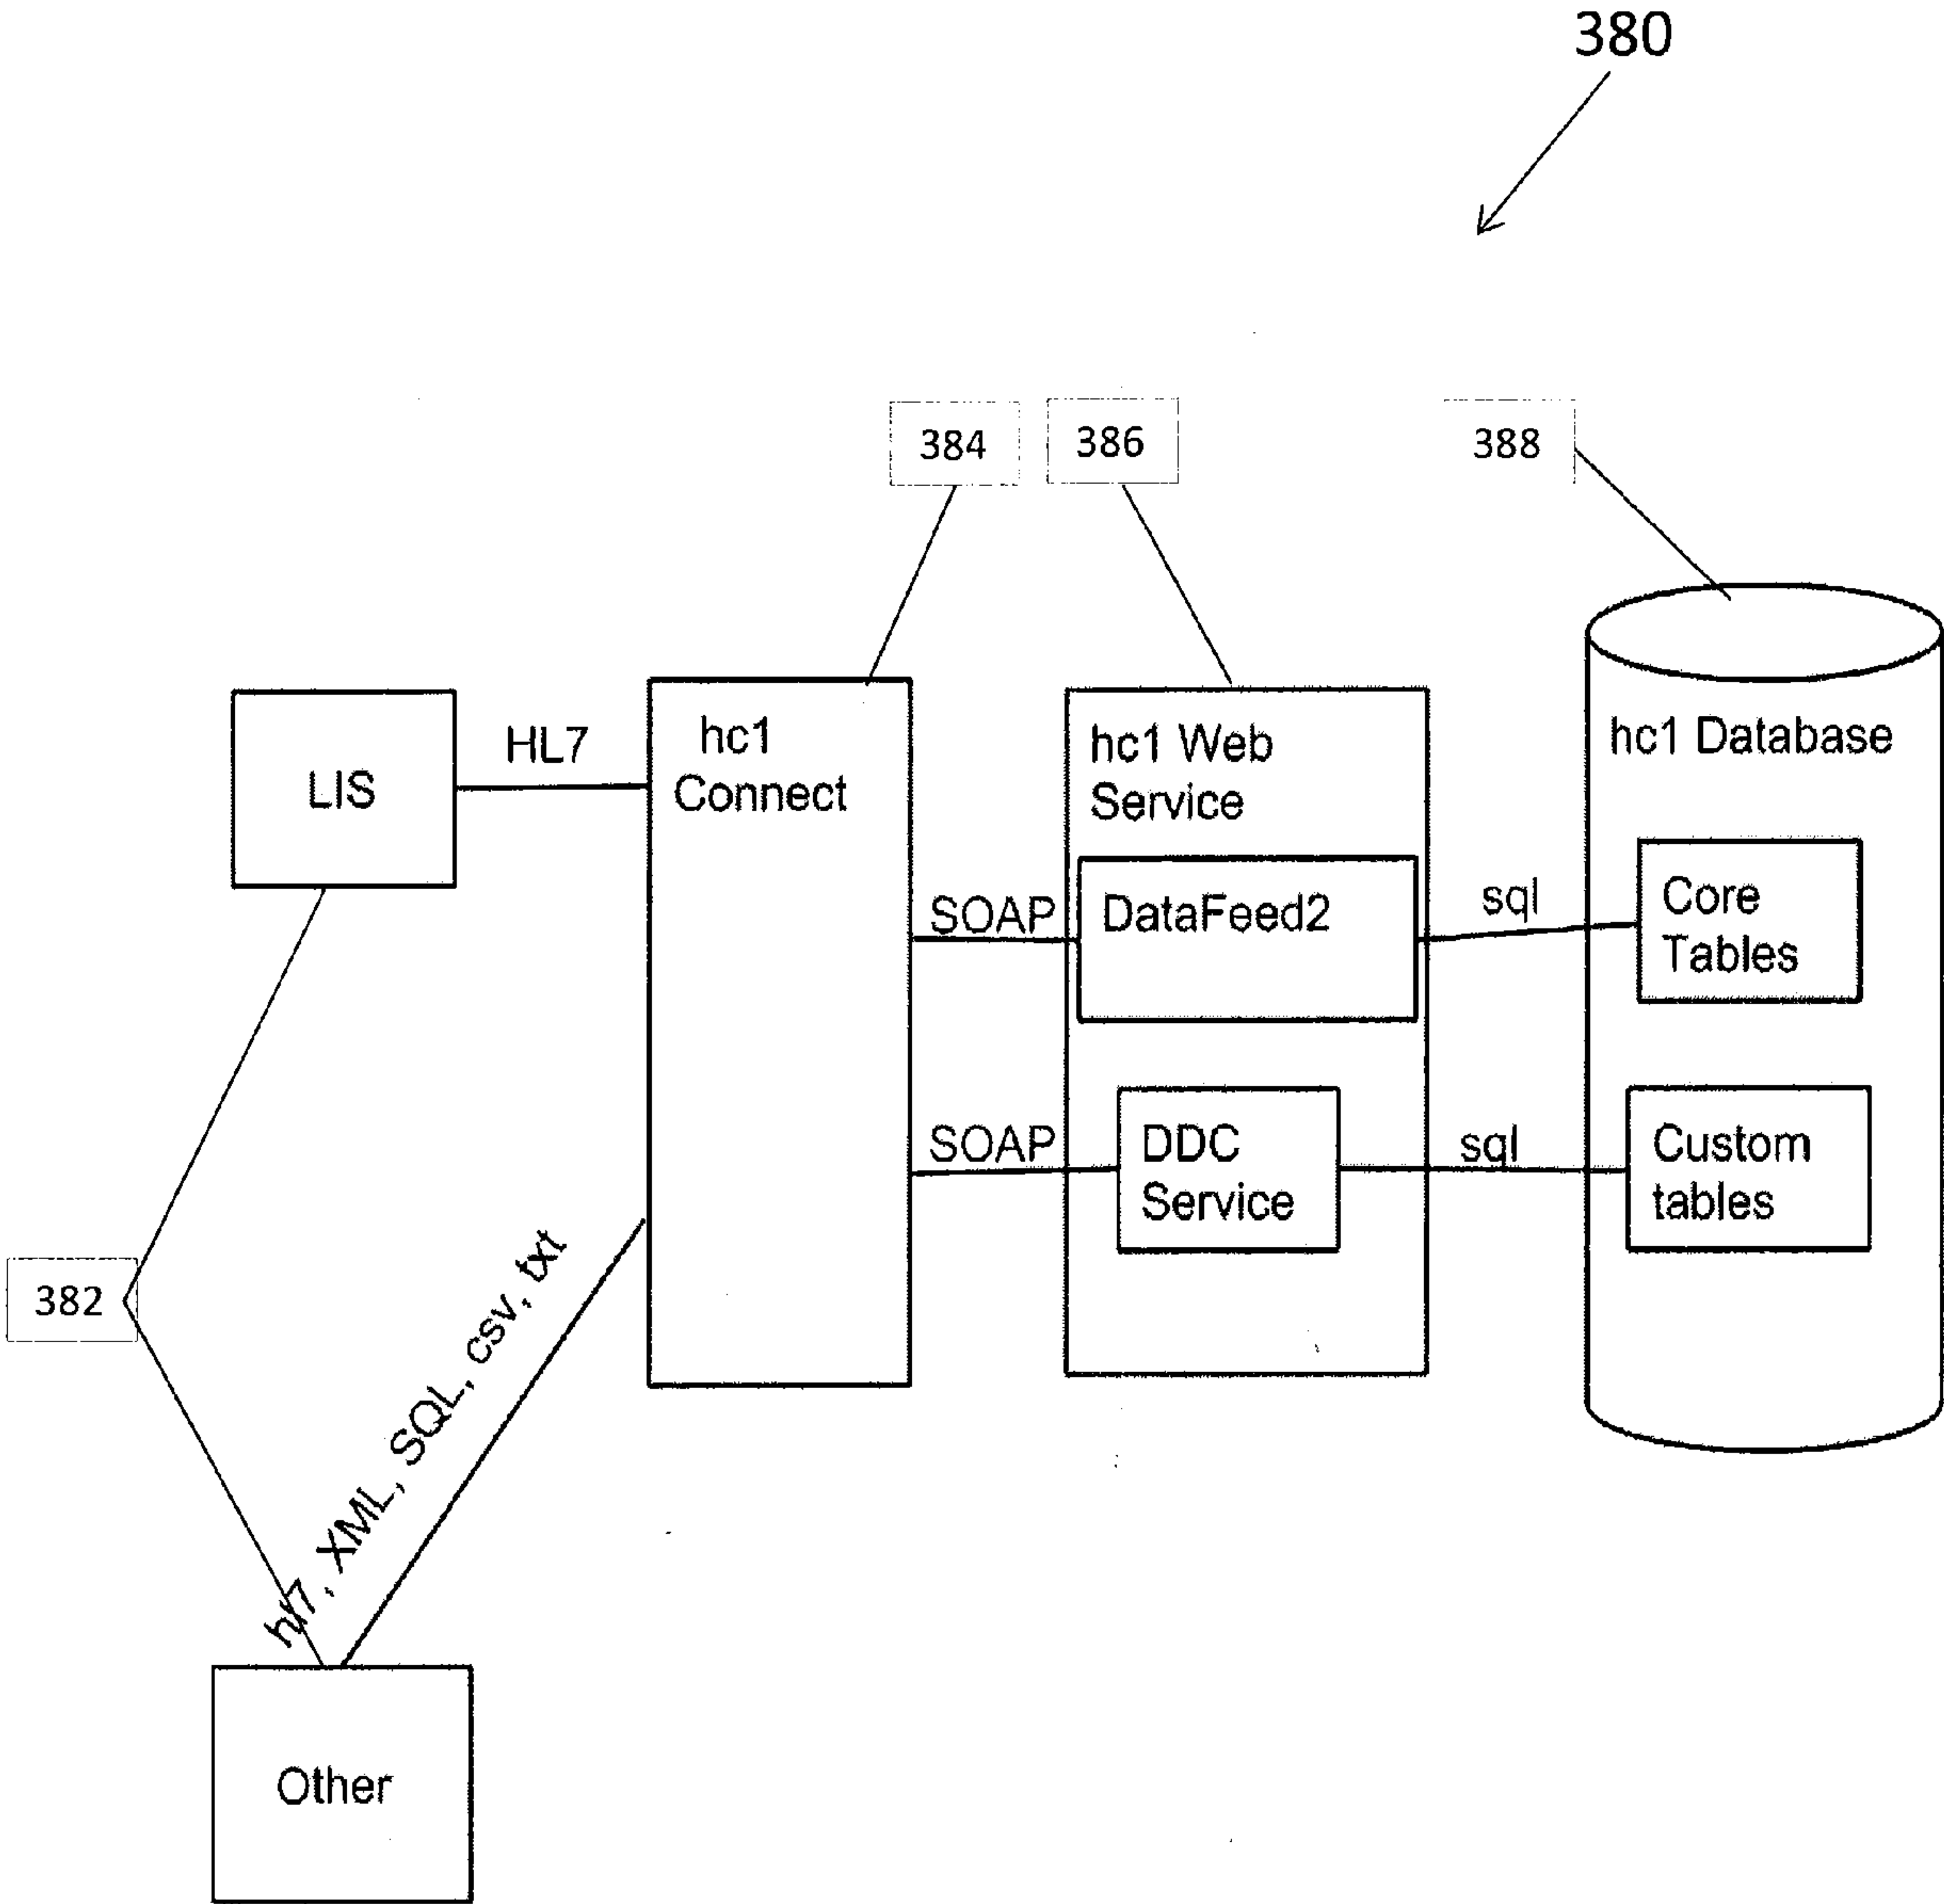 380
384
386
388
LIS
HL7
hc1
Connect
hc1 Web
Service
hc1 Database
SOAP
DataFeed2
sql
Core
Tables
SOAP
DDC
Service
sql
Custom
tables
382
hl7, XML, SQL, csv, txt
Other